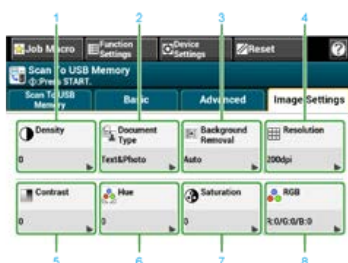 1 2 3 4
Job Macro
Function
Settings
Device
Settings
Reset
?
Scan To USB Memory
:Press START.
Scan To USB
Memory
Basic
Advanced
Image Settings
Density
0
Document
Type
Text&Photo
Background
Removal
Auto
Resolution
200dpi
Contrast
0
Hue
0
Saturation
0
RGB
R:0/G:0/B:0
5 6 7 8